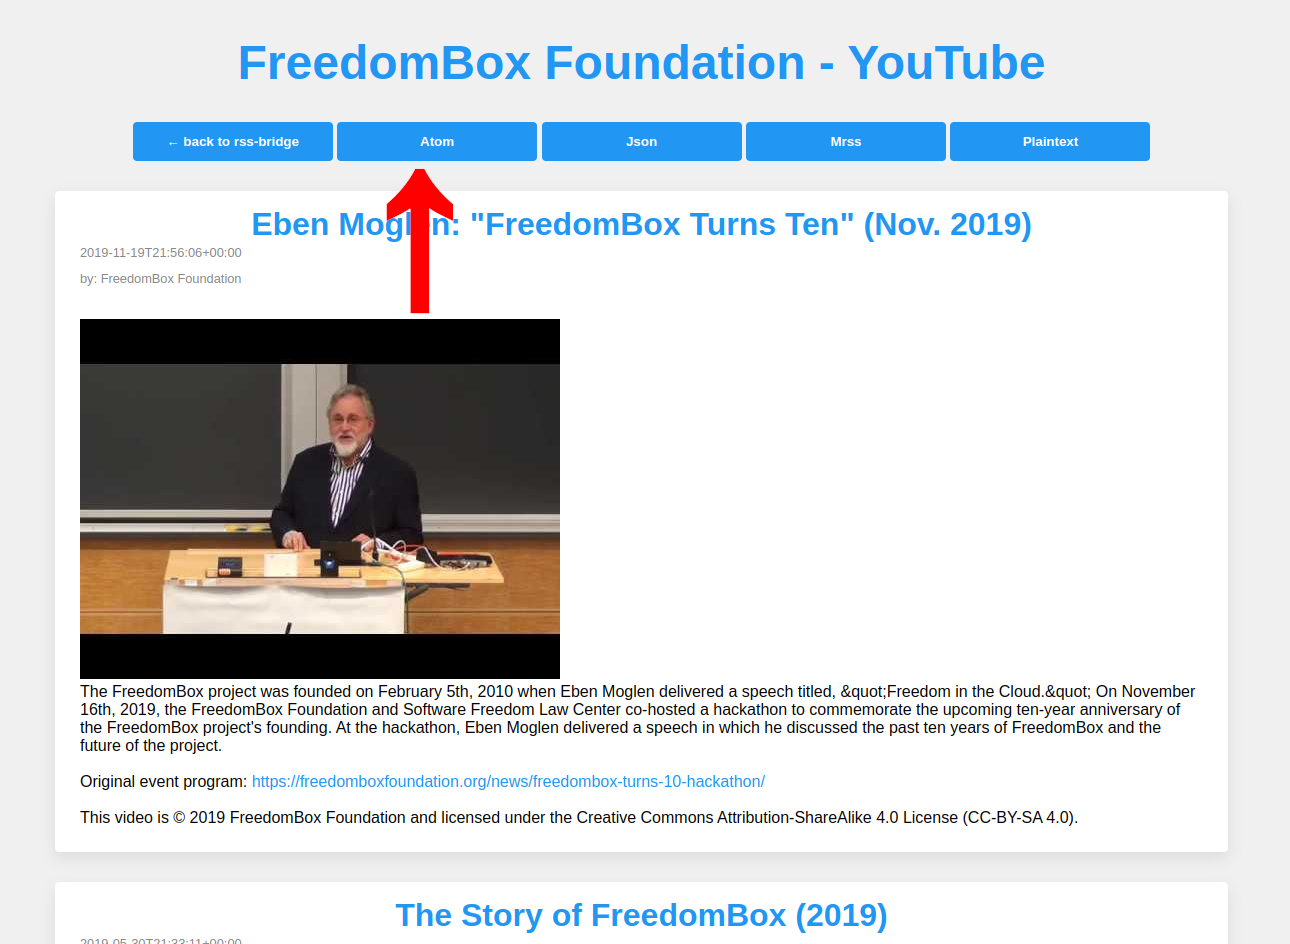 FreedomBox Foundation - YouTube
← back to rss-bridge
Atom
Json
Mrss
Plaintext
Eben Moglen: "FreedomBox Turns Ten" (Nov. 2019)
2019-11-19T21:56:06+00:00
by: FreedomBox Foundation
The FreedomBox project was founded on February 5th, 2010 when Eben Moglen delivered a speech titled, &quot;Freedom in the Cloud.&quot; On November
16th, 2019, the FreedomBox Foundation and Software Freedom Law Center co-hosted a hackathon to commemorate the upcoming ten-year anniversary of
the FreedomBox project's founding. At the hackathon, Eben Moglen delivered a speech in which he discussed the past ten years of FreedomBox and the
future of the project.
Original event program: https://freedomboxfoundation.org/news/freedombox-turns-10-hackathon/
This video is © 2019 FreedomBox Foundation and licensed under the Creative Commons Attribution-ShareAlike 4.0 License (CC-BY-SA 4.0).
The Story of FreedomBox (2019)
2019-05-30T21:33:11+00:00